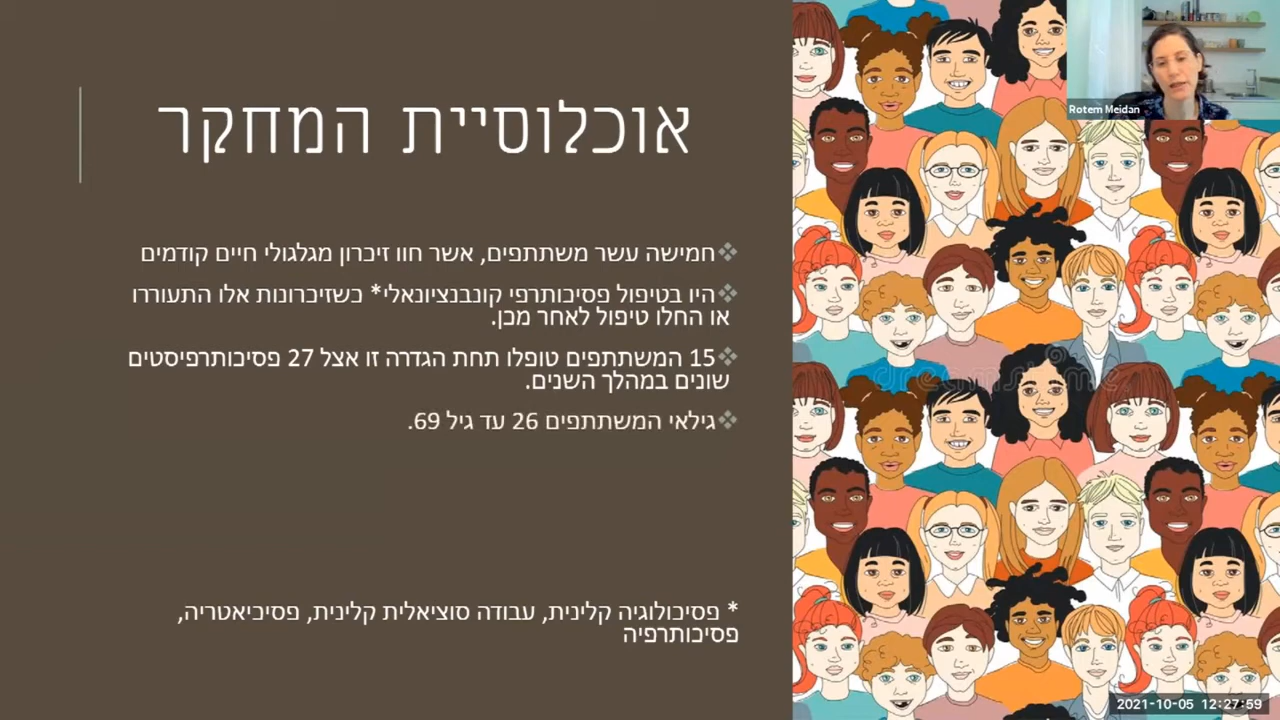 אוכלוסיית המחקר
חמישה עשר משתתפים, אשר חוו זיכרון מגלגולי חיים קודמים
היו בטיפול פסיכותרפי קונבנציונאלי* כשזיכרונות אלו התעוררו
או החלו טיפול לאחר מכן.
15 המשתתפים טופלו תחת הגדרה זו אצל 27 פסיכותרפיסטים
שונים במהלך השנים.
גילאי המשתתפים 26 עד גיל 69.
* פסיכולוגיה קלינית, עבודה סוציאלית קלינית, פסיכיאטריה,
פסיכותרפיה
Rotem Meidan
dreamstime
2021-10-05 12:27:59